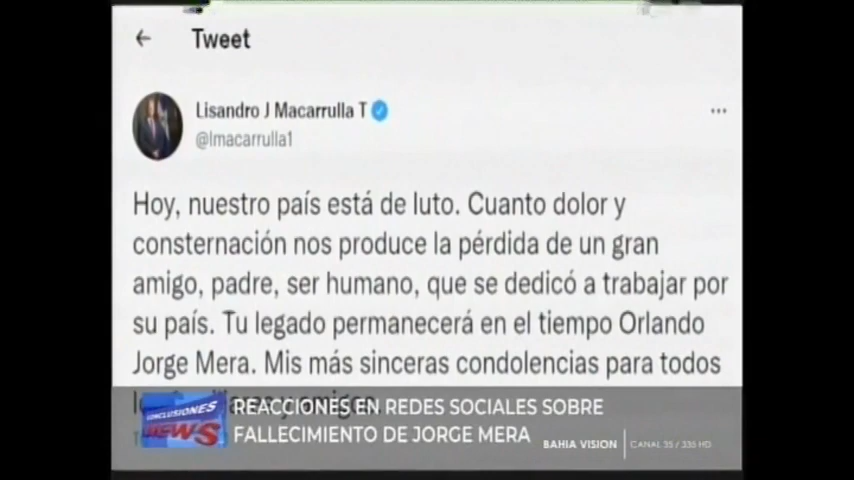 Tweet
Lisandro J Macarrulla T
@lmacarrulla1
Hoy, nuestro país está de luto. Cuanto dolor y
consternación nos produce la pérdida de un gran
amigo, padre, ser humano, que se dedicó a trabajar por
su país. Tu legado permanecerá en el tiempo Orlando
Jorge Mera. Mis más sinceras condolencias para todos
CONCLUSIONES
NEWS
REACCIONES EN REDES SOCIALES SOBRE
FALLECIMIENTO DE JORGE MERA
BAHIA VISION
CANAL 35 / 335 HD